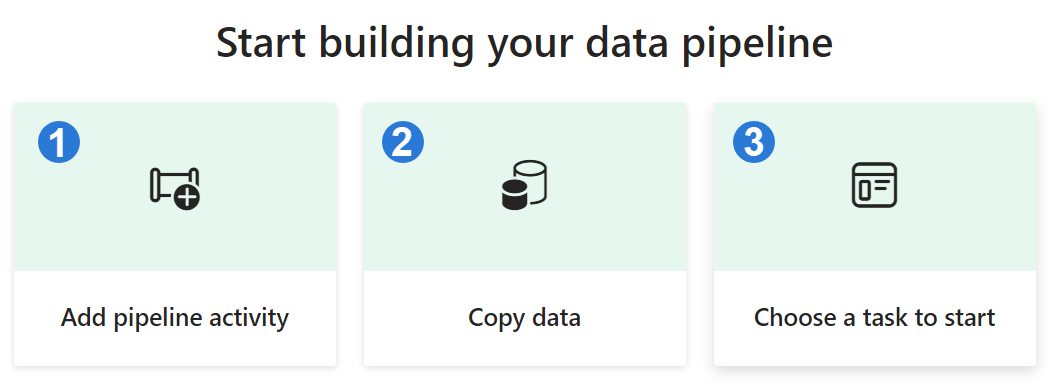 Start building your data pipeline
1
2
3
Add pipeline activity
Copy data
Choose a task to start